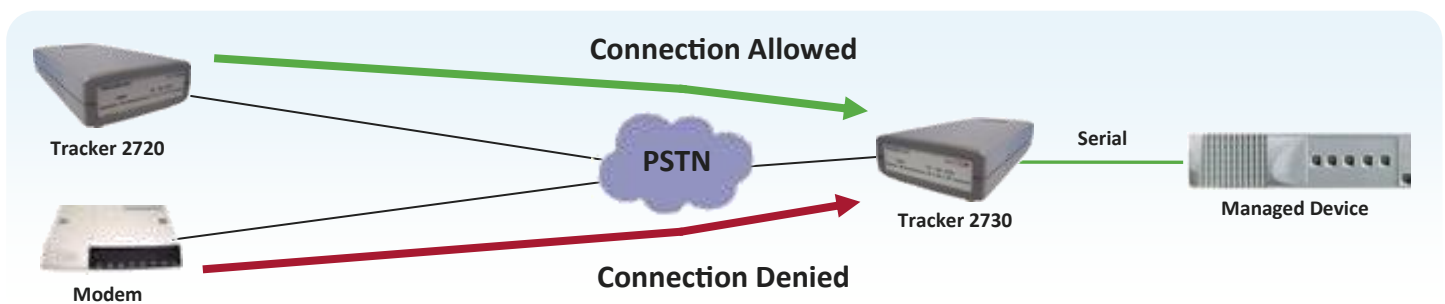 Connection Allowed
Tracker 2720
PSTN
Serial
Tracker 2730
Managed Device
Modem
Connection Denied